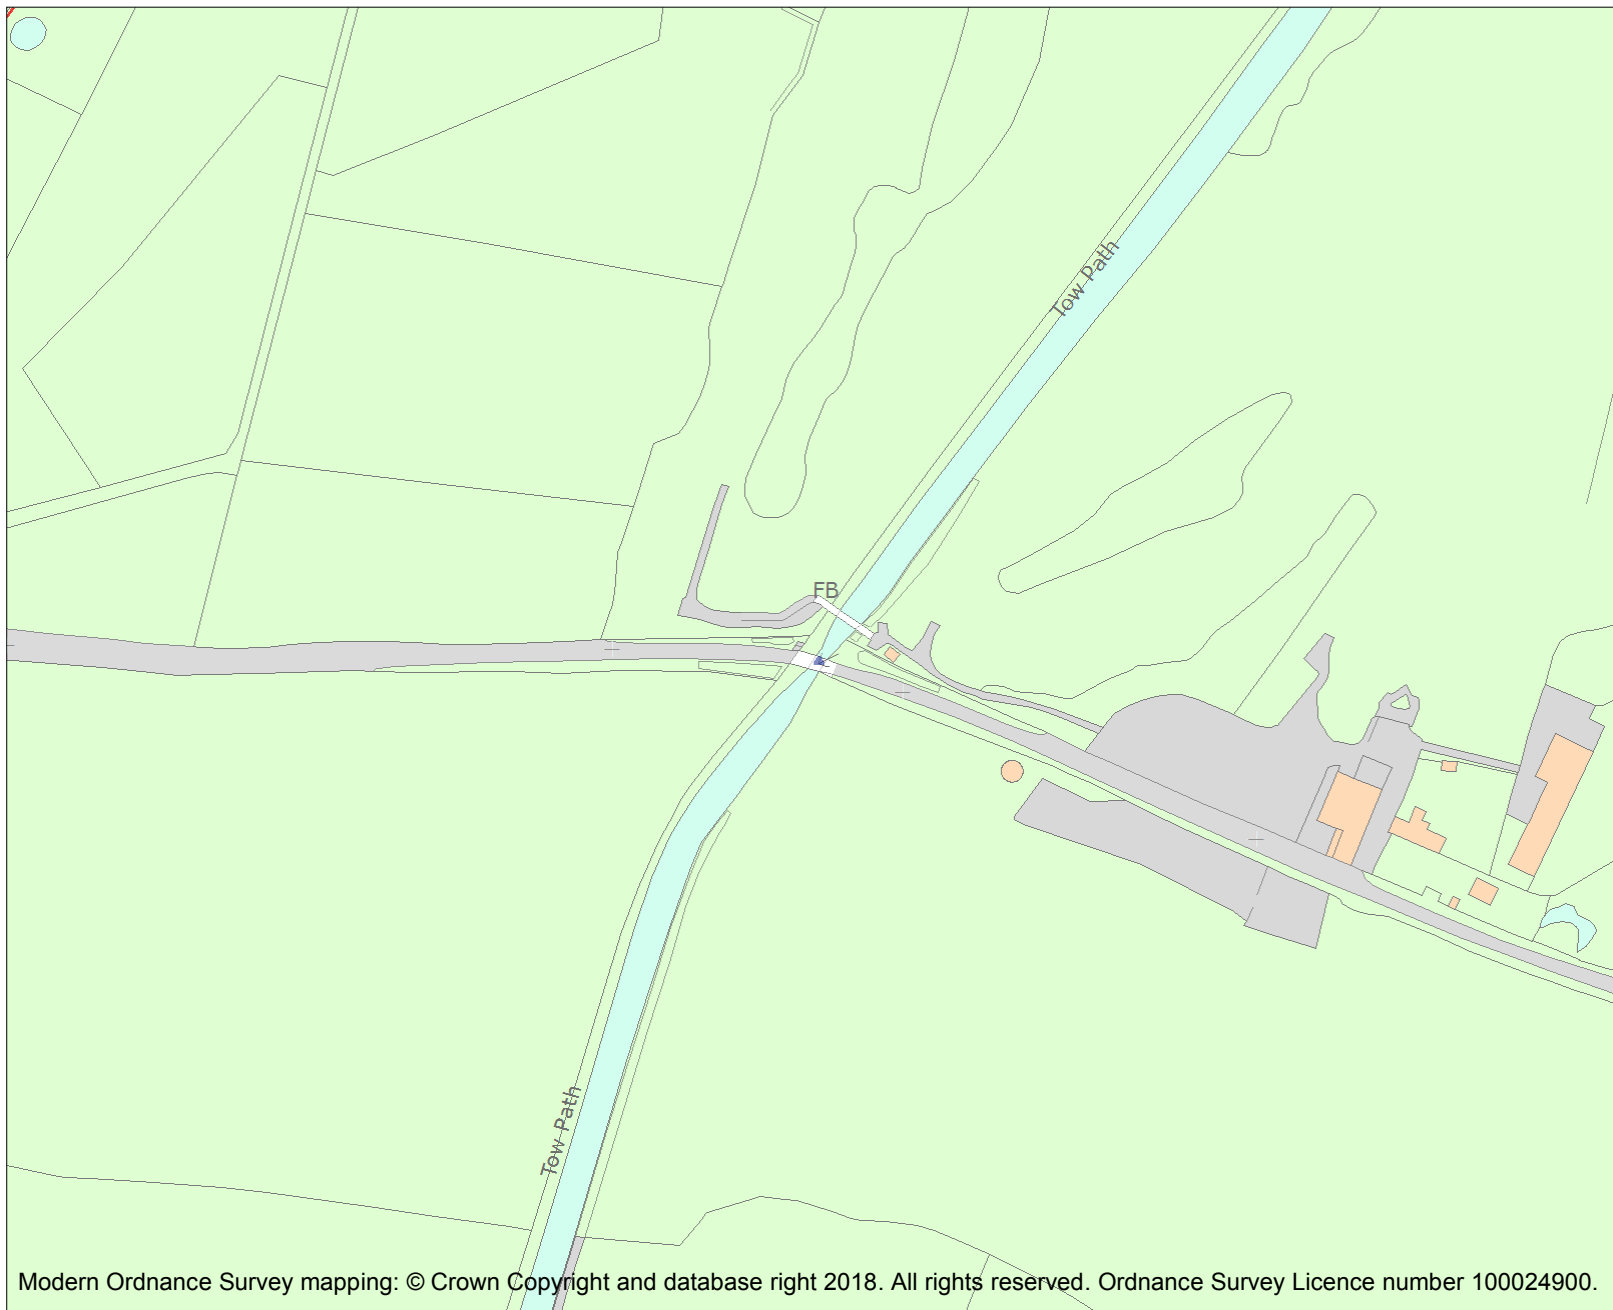 Tow Path
FB
Tow Path
Modern Ordnance Survey mapping: © Crown Copyright and database right 2018. All rights reserved. Ordnance Survey Licence number 100024900.